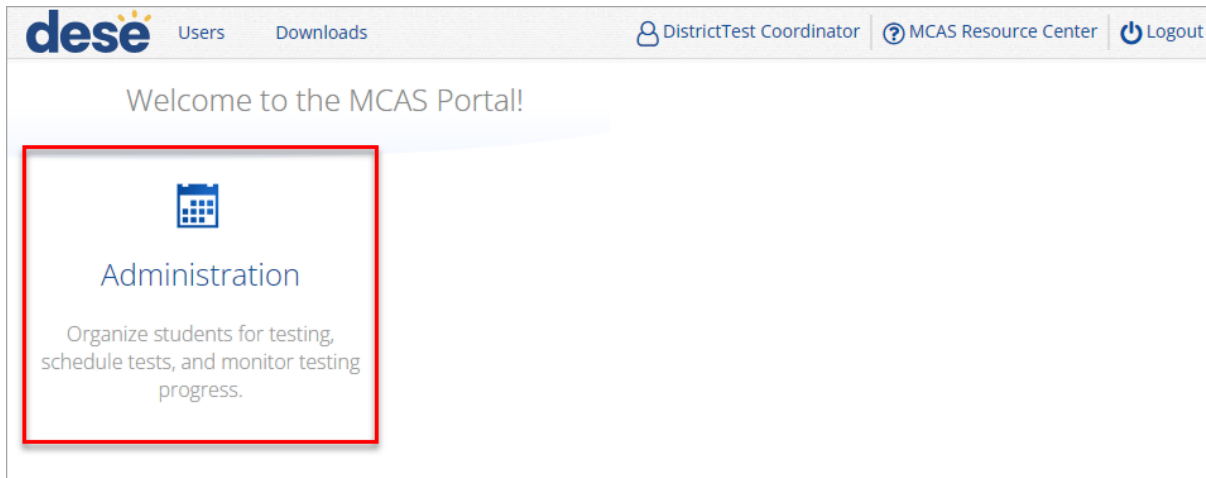 dese Users Downloads DistrictTest Coordinator MCAS Resource Center Logout
Welcome to the MCAS Portal!
Administration
Organize students for testing,
schedule tests, and monitor testing
progress.